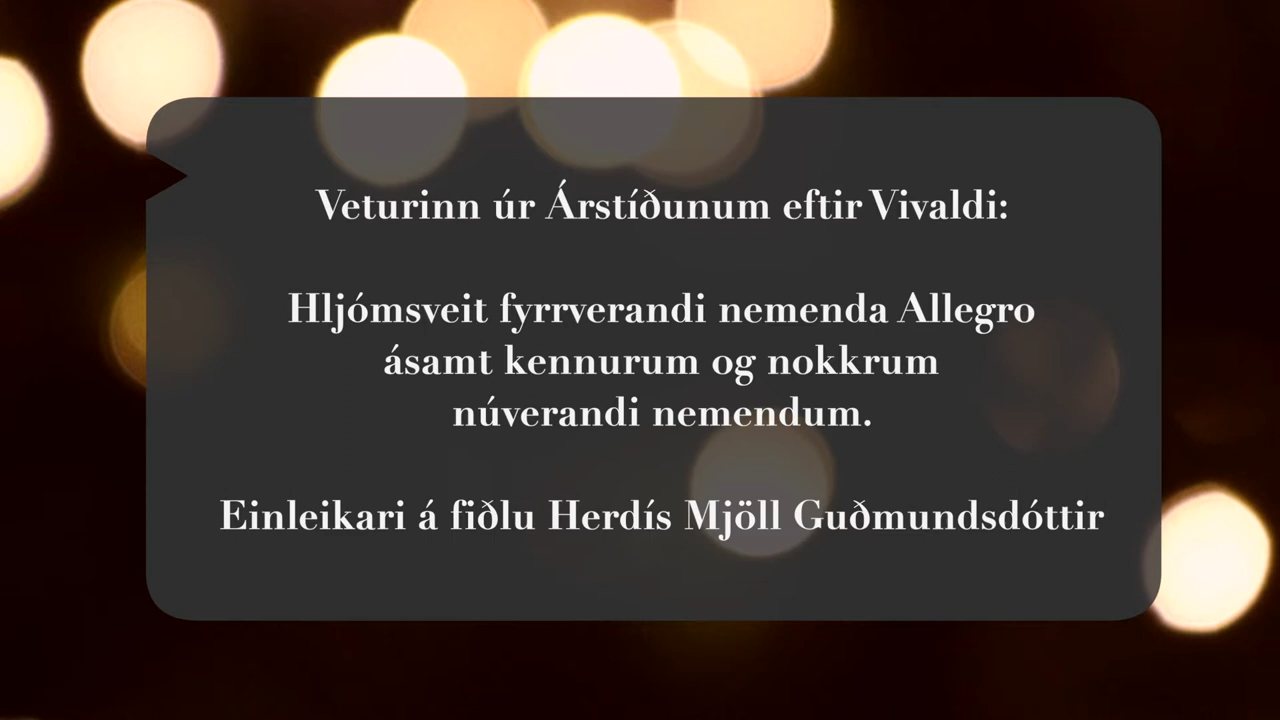 Veturinn úr Árstíðunum eftir Vivaldi:
Hljómsveit fyrrverandi nemenda Allegro
ásamt kennurum og nokkrum
núverandi nemendum.
Einleikari á fiðlu Herdís Mjöll Guðmundsdóttir